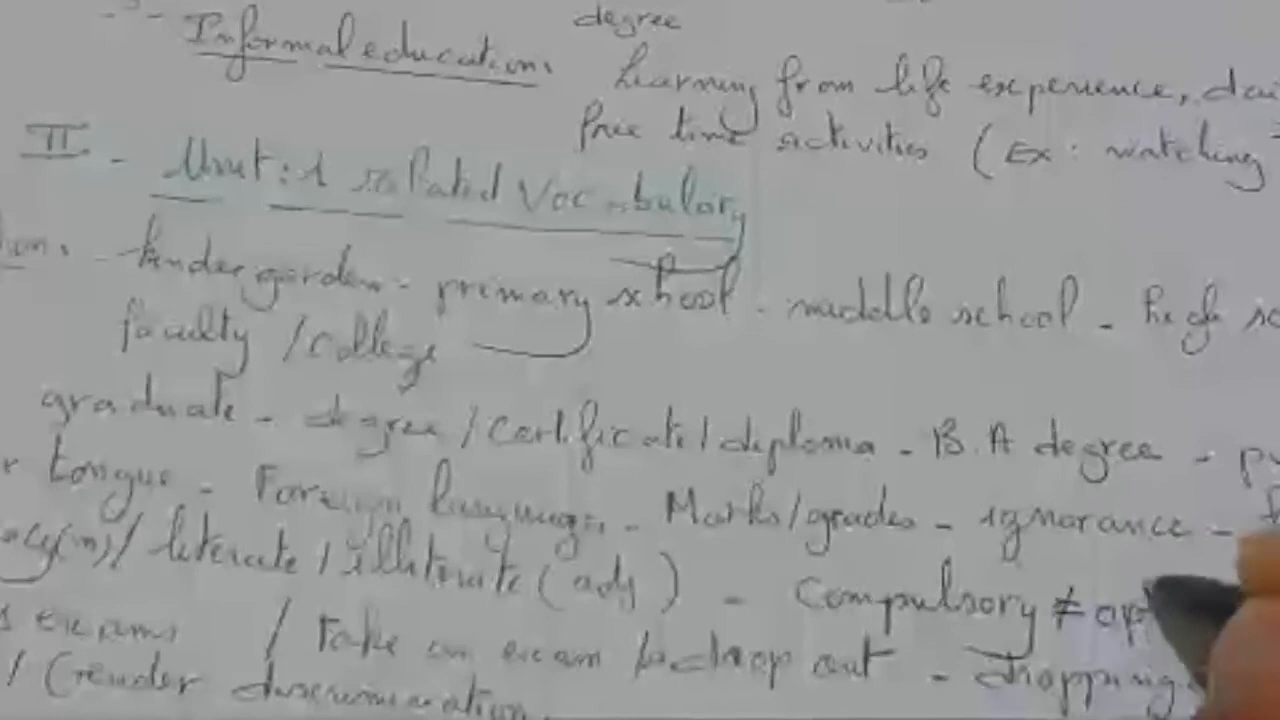 degree
Informal education: learning from life experience,
free time activities (Ex: watching
II - Unit: 1 related Vocabulary
kindergarden - primary school - middle school - high
faculty / college
graduate - degree / certificate / diploma - B.A degree -
tongue - Foreign language - Marks/grades - ignorance -
(n) / literate / illiterate (adj) - Compulsory ≠
exams / take an exam / to drop out - dropping
/ Gender discrimination.